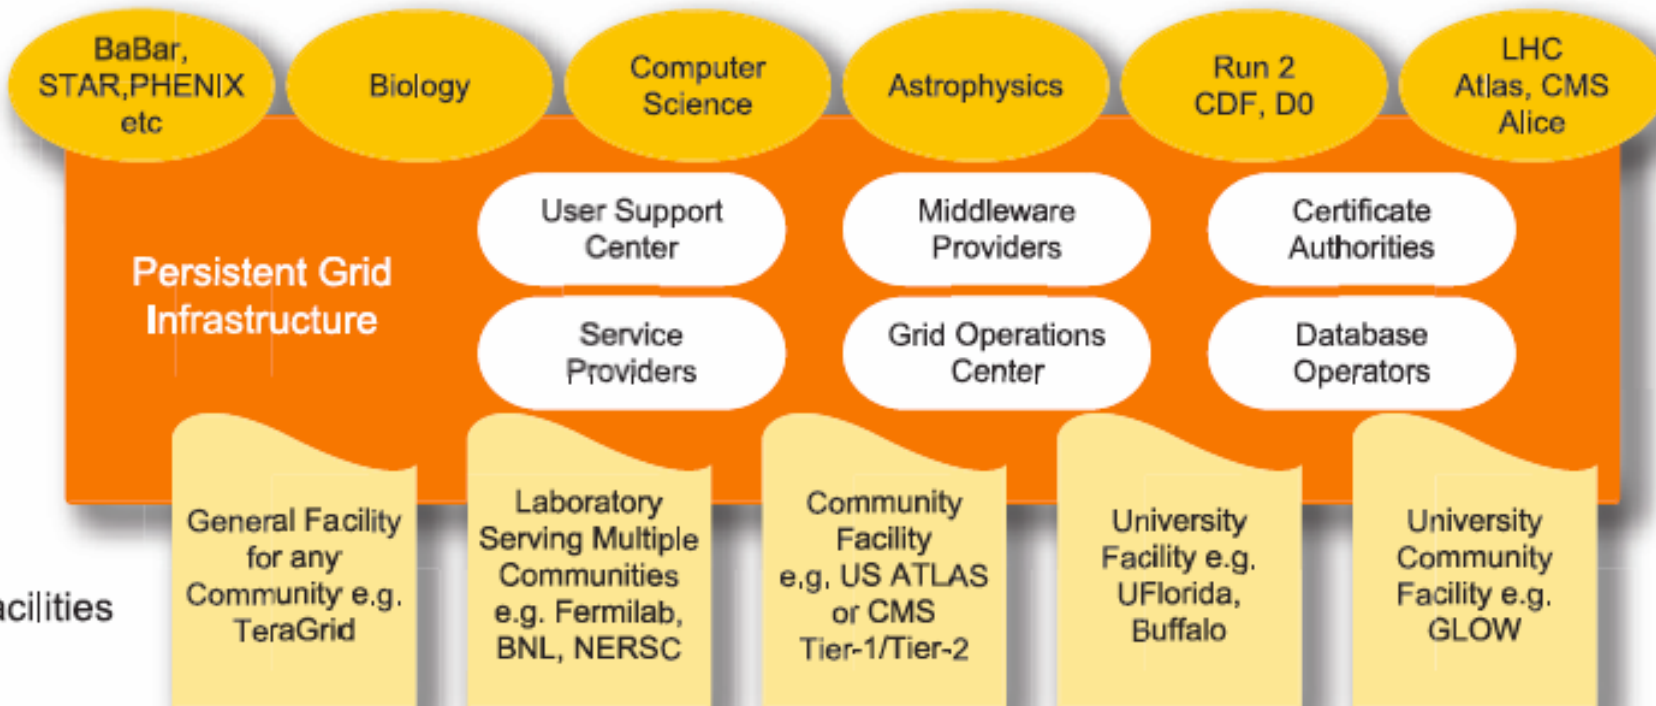 BaBar,
STAR,PHENIX
etc
Biology
Computer
Science
Astrophysics
Run 2
CDF, D0
LHC
Atlas, CMS
Alice
Persistent Grid
Infrastructure
User Support
Center
Middleware
Providers
Certificate
Authorities
Service
Providers
Grid Operations
Center
Database
Operators
acilities
General Facility
for any
Community e.g.
TeraGrid
Laboratory
Serving Multiple
Communities
e.g. Fermilab,
BNL, NERSC
Community
Facility
e.g. US ATLAS
or CMS
Tier-1/Tier-2
University
Facility e.g.
UFlorida,
Buffalo
University
Community
Facility e.g.
GLOW